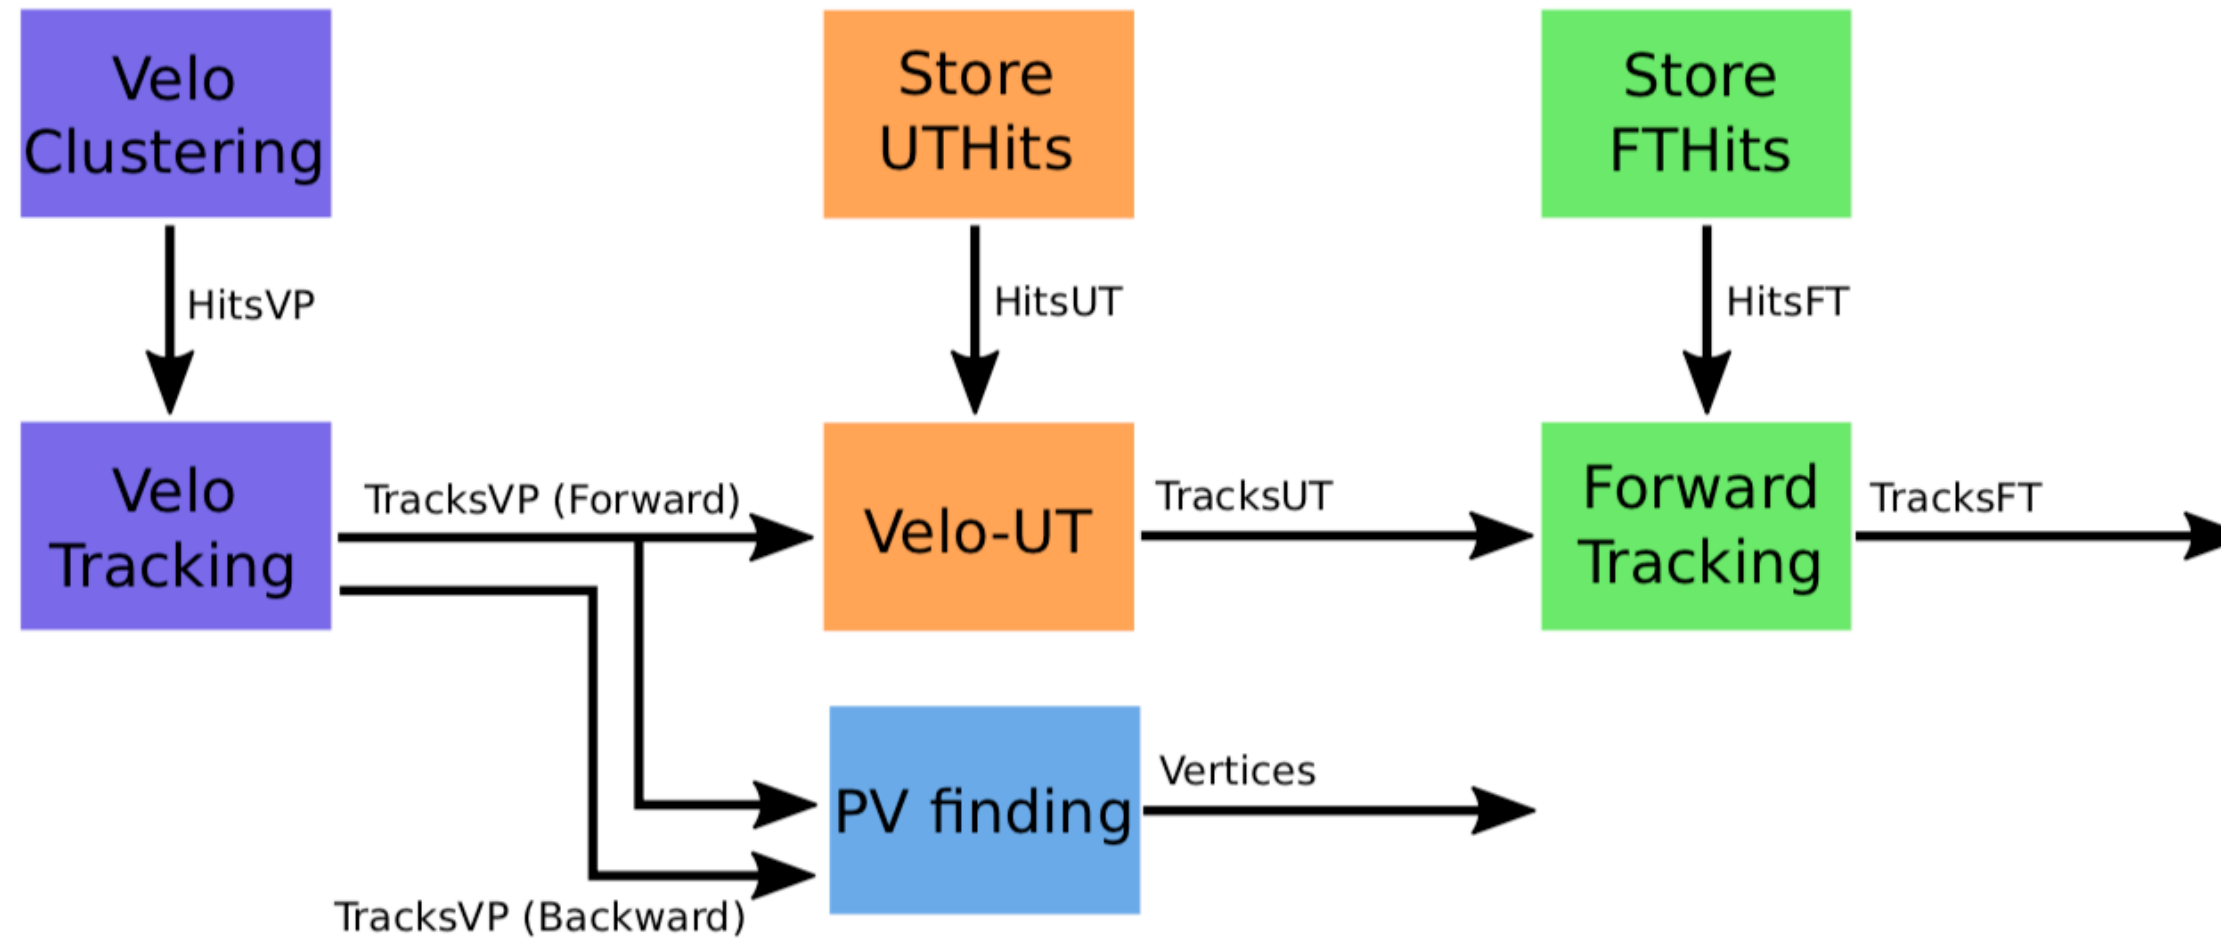 Velo
Clustering
Store
UTHits
Store
FTHits
HitsVP
HitsUT
HitsFT
Velo
Tracking
TracksVP (Forward)
Velo-UT
TracksUT
Forward
Tracking
TracksFT
PV finding
Vertices
TracksVP (Backward)